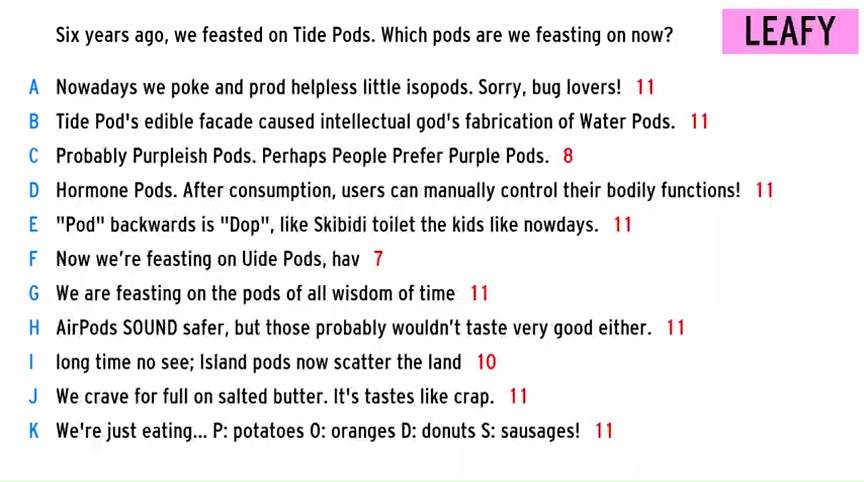 Six years ago, we feasted on Tide Pods. Which pods are we feasting on now?
LEAFY
A Nowadays we poke and prod helpless little isopods. Sorry, bug lovers! 11
B Tide Pod's edible facade caused intellectual god's fabrication of Water Pods. 11
C Probably Purpleish Pods. Perhaps People Prefer Purple Pods. 8
D Hormone Pods. After consumption, users can manually control their bodily functions! 11
E "Pod" backwards is "Dop", like Skibidi toilet the kids like nowdays. 11
F Now we’re feasting on Uide Pods, hav 7
G We are feasting on the pods of all wisdom of time 11
H AirPods SOUND safer, but those probably wouldn’t taste very good either. 11
I long time no see; Island pods now scatter the land 10
J We crave for full on salted butter. It's tastes like crap. 11
K We're just eating... P: potatoes O: oranges D: donuts S: sausages! 11